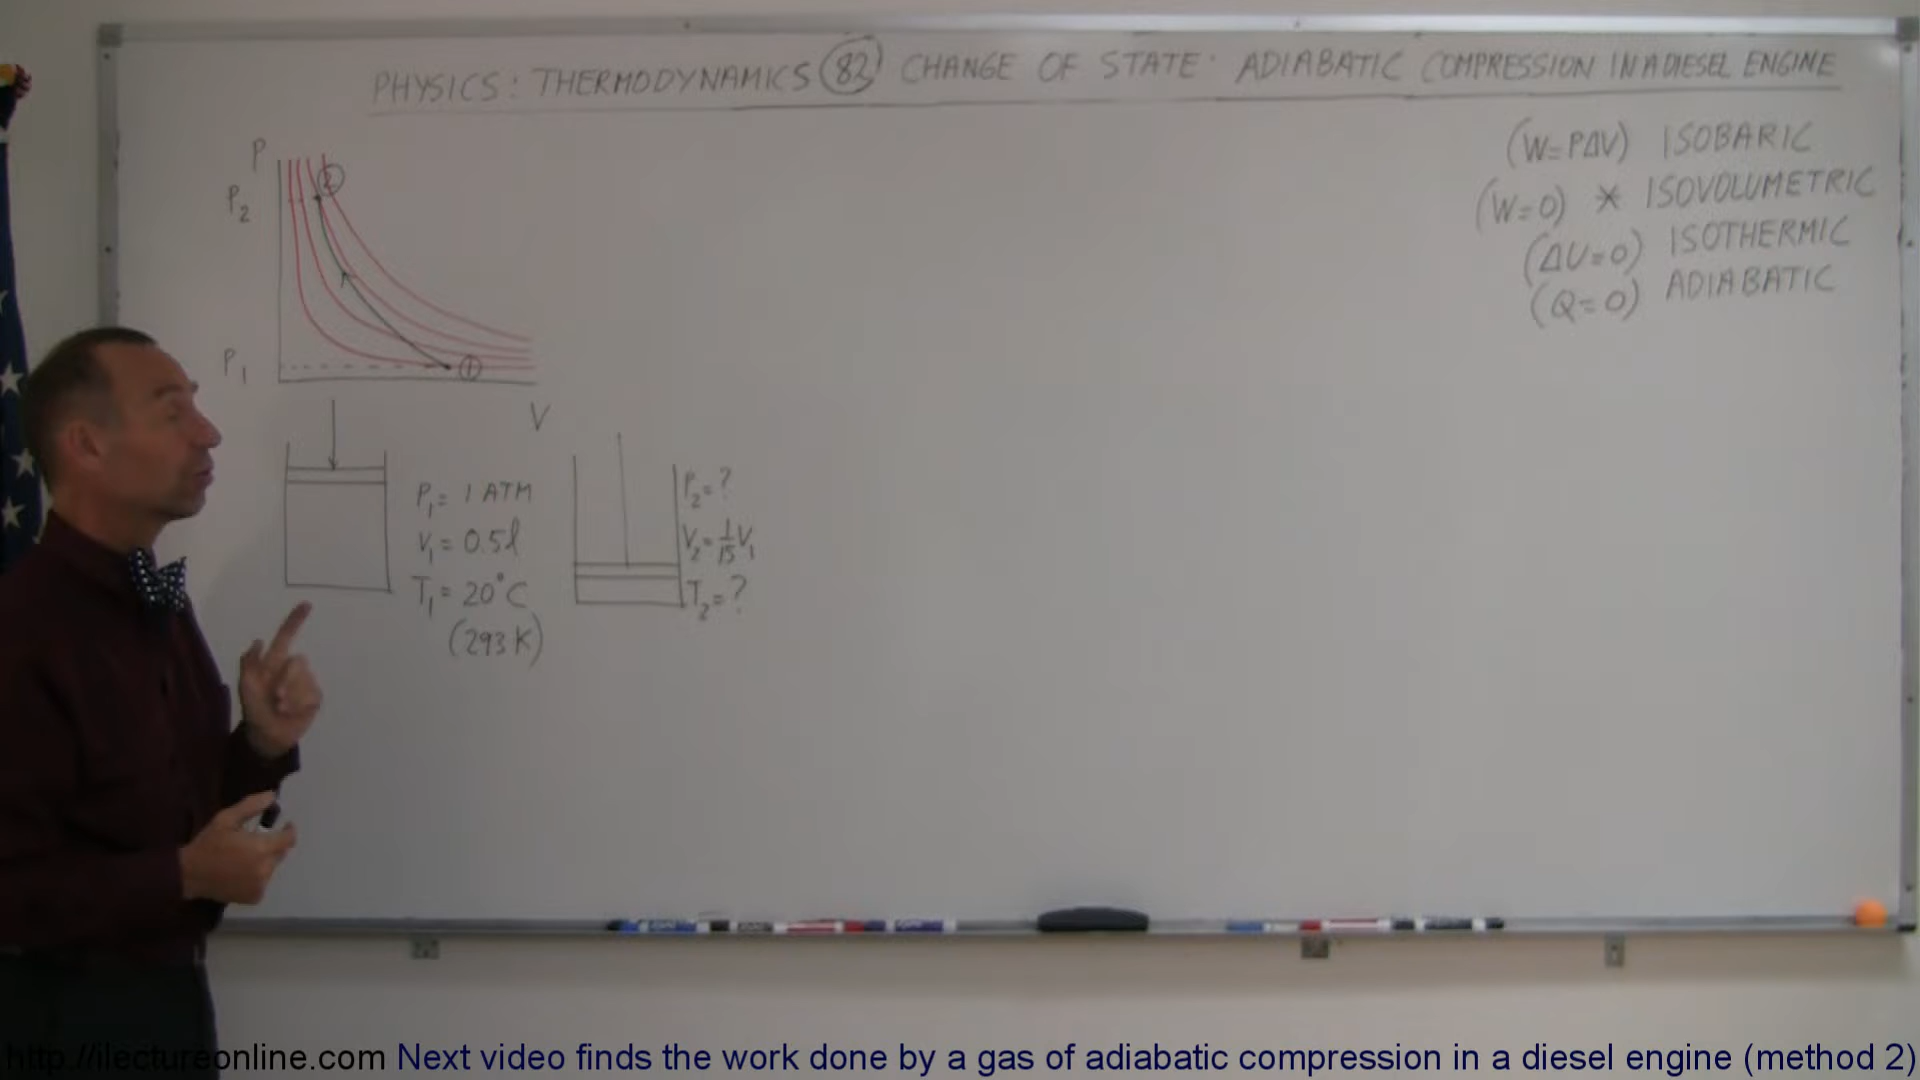 PHYSICS: THERMODYNAMICS 82 CHANGE OF STATE: ADIABATIC COMPRESSION IN A DIESEL ENGINE
(W=PΔV) ISOBARIC
(W=0) * ISOVOLUMETRIC
(ΔU=0) ISOTHERMIC
(Q=0) ADIABATIC
P
P₂
②
P₁
①
V
P₁= 1 ATM
V₁= 0.5l
T₁= 20°C
(293K)
P₂=?
V₂=1/15 V₁
T₂=?
http://ilectureonline.com Next video finds the work done by a gas of adiabatic compression in a diesel engine (method 2)